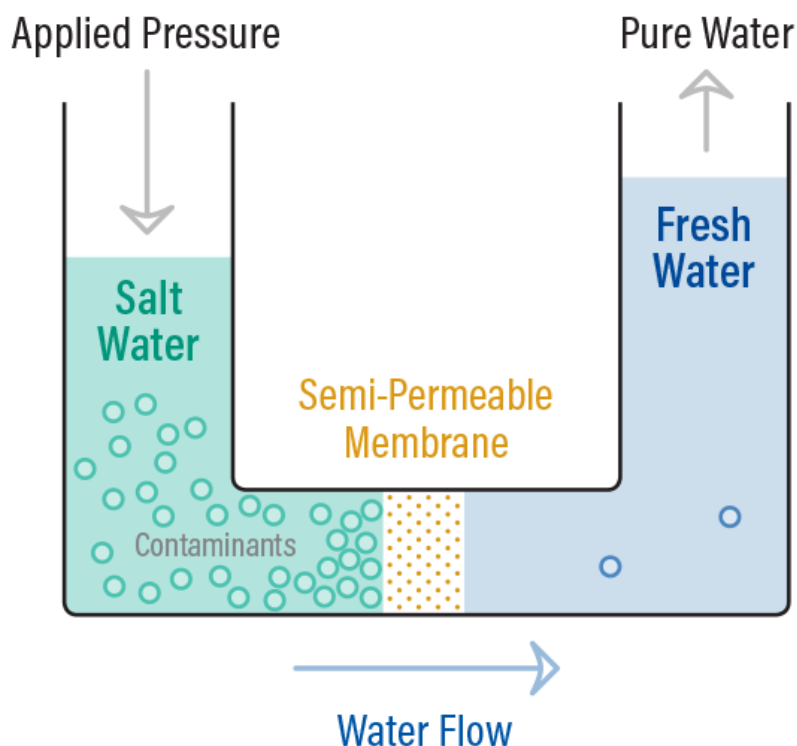 Applied Pressure
Pure Water
Salt
Water
Fresh
Water
Semi-Permeable
Membrane
Contaminants
Water Flow